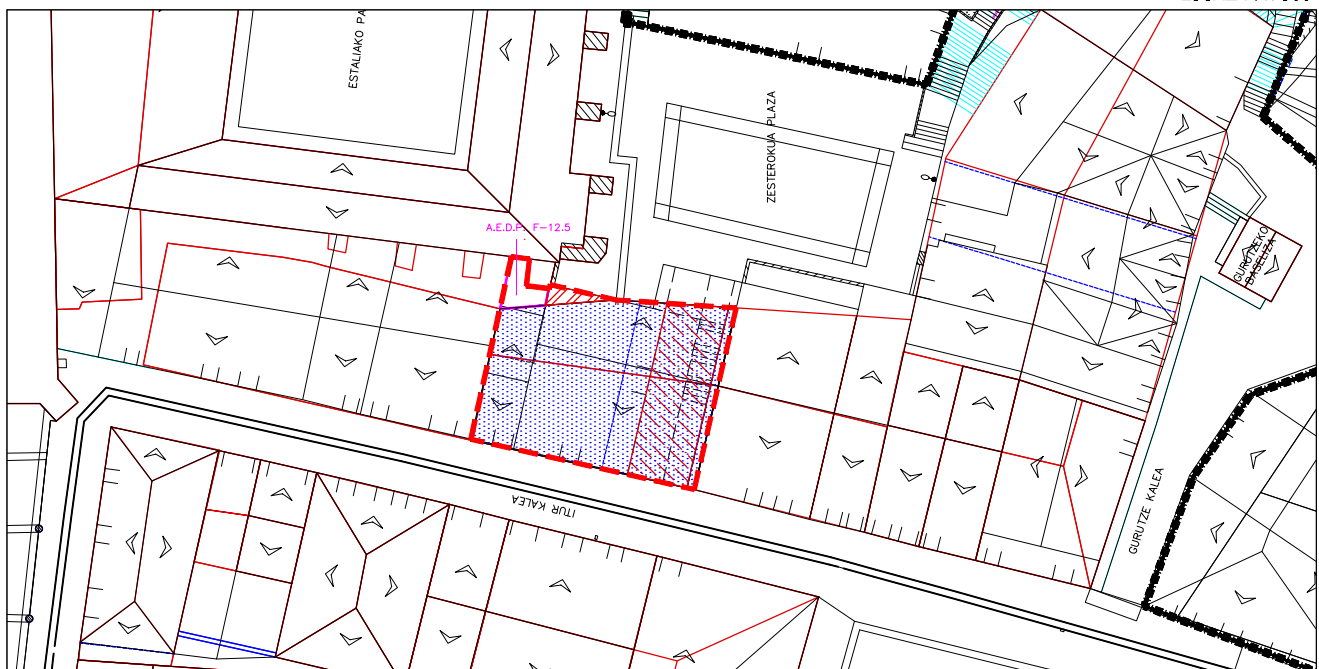 ESTALIAKO PA
ZESTEROKUA PLAZA
A.E.D.P. F-12.5
GURUTZEKO
BASELIZA
ITUR KALEA
GURUTZE KALEA